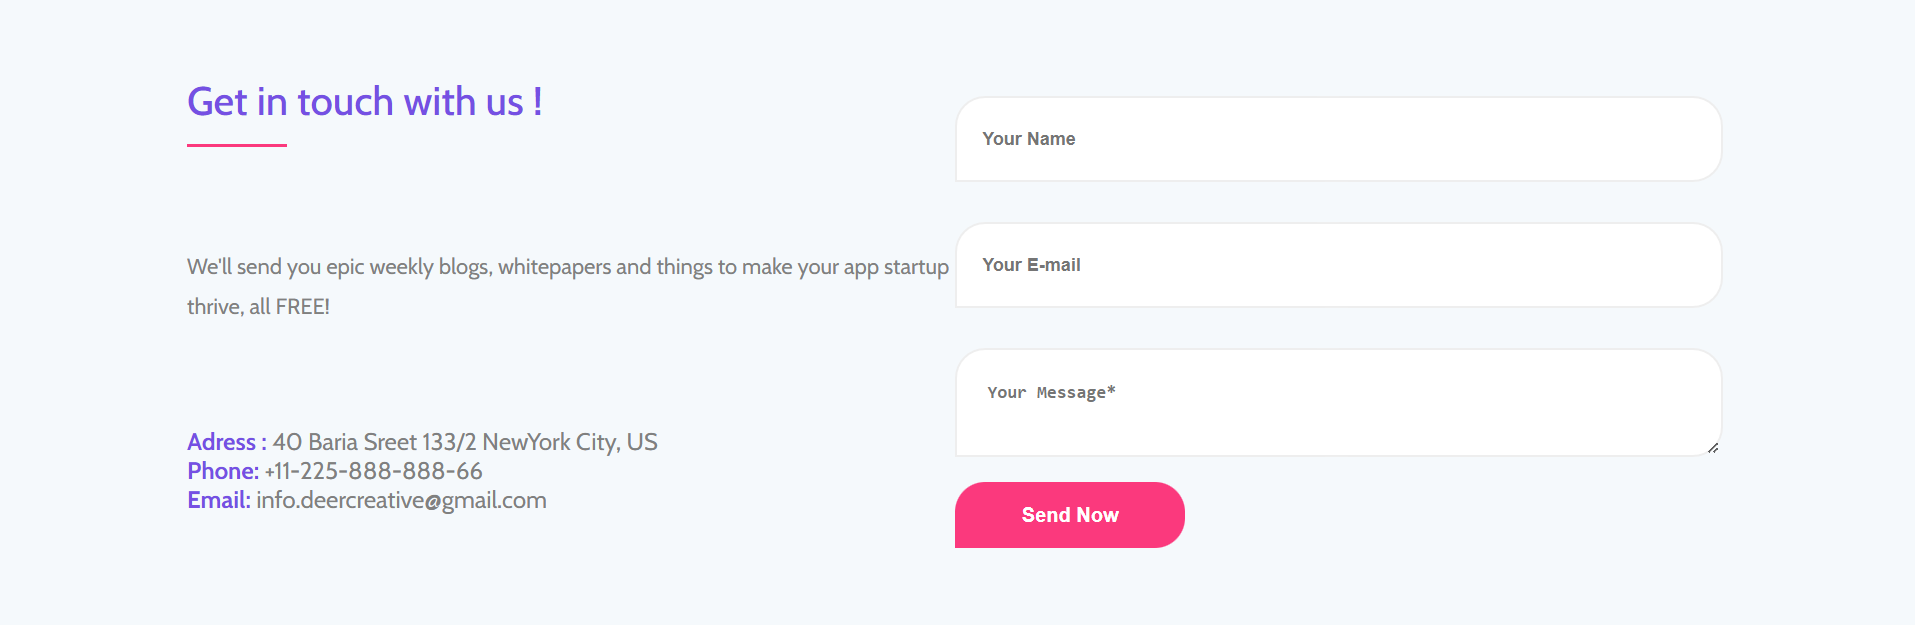 Get in touch with us !
We'll send you epic weekly blogs, whitepapers and things to make your app startup
thrive, all FREE!
Adress : 40 Baria Sreet 133/2 NewYork City, US
Phone: +11-225-888-888-66
Email: info.deercreative@gmail.com
Your Name
Your E-mail
Your Message*
Send Now